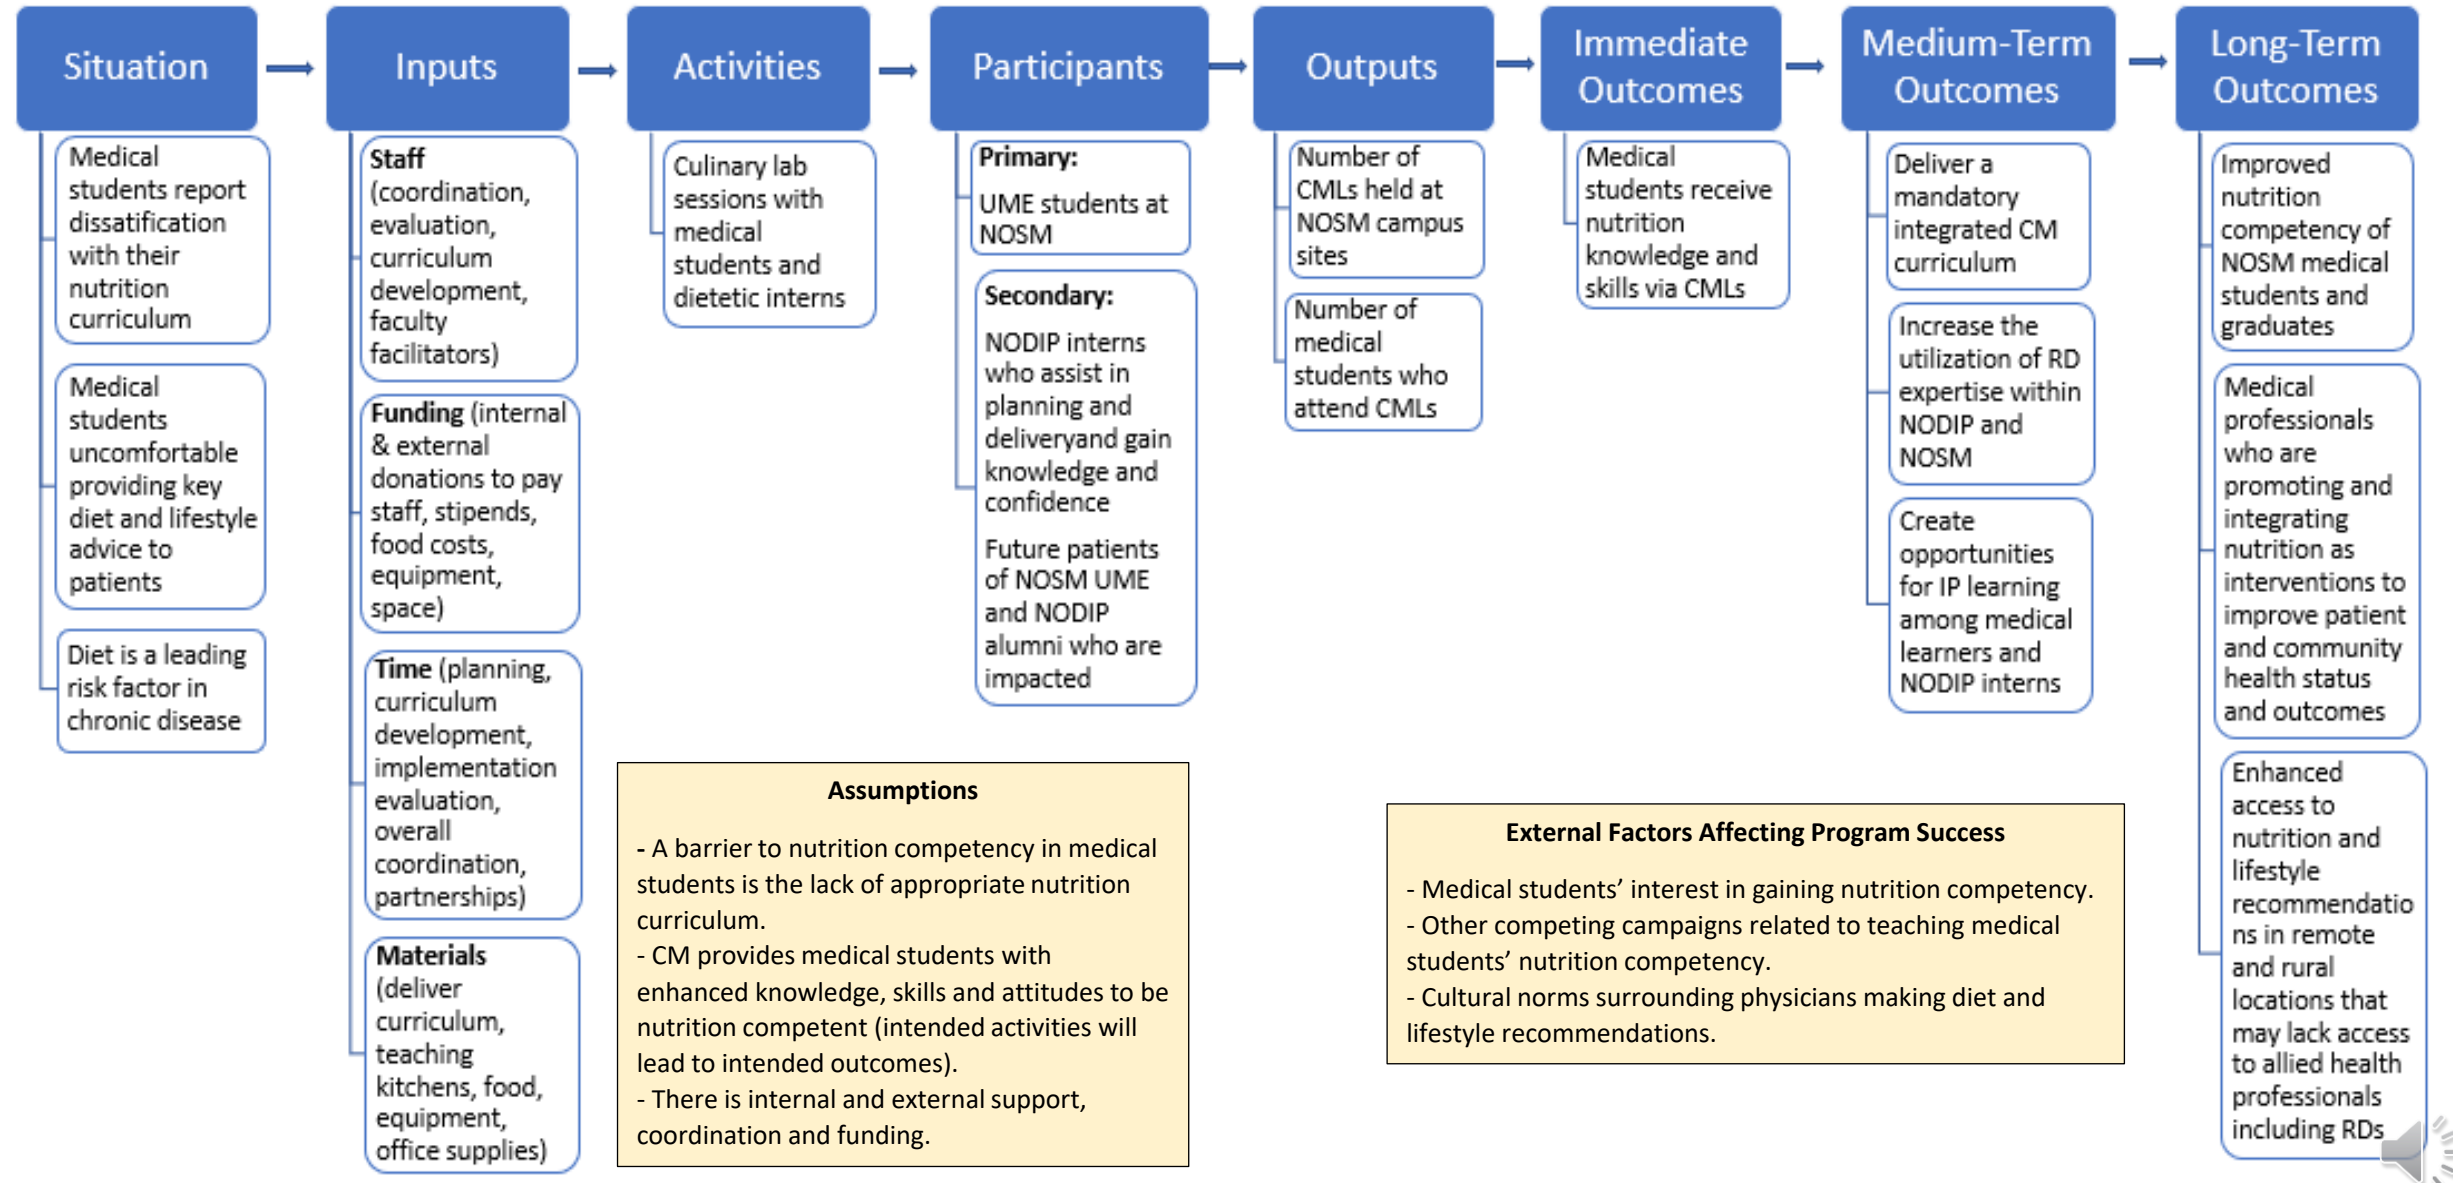 Situation
Medical
students report
dissatification
with their
nutrition
curriculum
Medical
students
uncomfortable
providing key
diet and lifestyle
advice to
patients
Diet is a leading
risk factor in
chronic disease
Inputs
Staff
(coordination,
evaluation,
curriculum
development,
faculty
facilitators)
Funding (internal
& external
donations to pay
staff, stipends,
food costs,
equipment,
space)
Time (planning,
curriculum
development,
implementation
evaluation,
overall
coordination,
partnerships)
Materials
(deliver
curriculum,
teaching
kitchens, food,
equipment,
office supplies)
Activities
Culinary lab
sessions with
medical
students and
dietetic interns
Participants
Primary:
UME students at
NOSM
Secondary:
NODIP interns
who assist in
planning and
deliveryand gain
knowledge and
confidence
Future patients
of NOSM UME
and NODIP
alumni who are
impacted
Outputs
Number of
CMLs held at
NOSM campus
sites
Number of
medical
students who
attend CMLs
Immediate
Outcomes
Medical
students receive
nutrition
knowledge and
skills via CMLs
Medium-Term
Outcomes
Deliver a
mandatory
integrated CM
curriculum
Increase the
utilization of RD
expertise within
NODIP and
NOSM
Create
opportunities
for IP learning
among medical
learners and
NODIP interns
Long-Term
Outcomes
Improved
nutrition
competency of
NOSM medical
students and
graduates
Medical
professionals
who are
promoting and
integrating
nutrition as
interventions to
improve patient
and community
health status
and outcomes
Enhanced
access to
nutrition and
lifestyle
recommendatio
ns in remote
and rural
locations that
may lack access
to allied health
professionals
including RDs
Assumptions
- A barrier to nutrition competency in medical
students is the lack of appropriate nutrition
curriculum.
- CM provides medical students with
enhanced knowledge, skills and attitudes to be
nutrition competent (intended activities will
lead to intended outcomes).
- There is internal and external support,
coordination and funding.
External Factors Affecting Program Success
- Medical students’ interest in gaining nutrition competency.
- Other competing campaigns related to teaching medical
students’ nutrition competency.
- Cultural norms surrounding physicians making diet and
lifestyle recommendations.